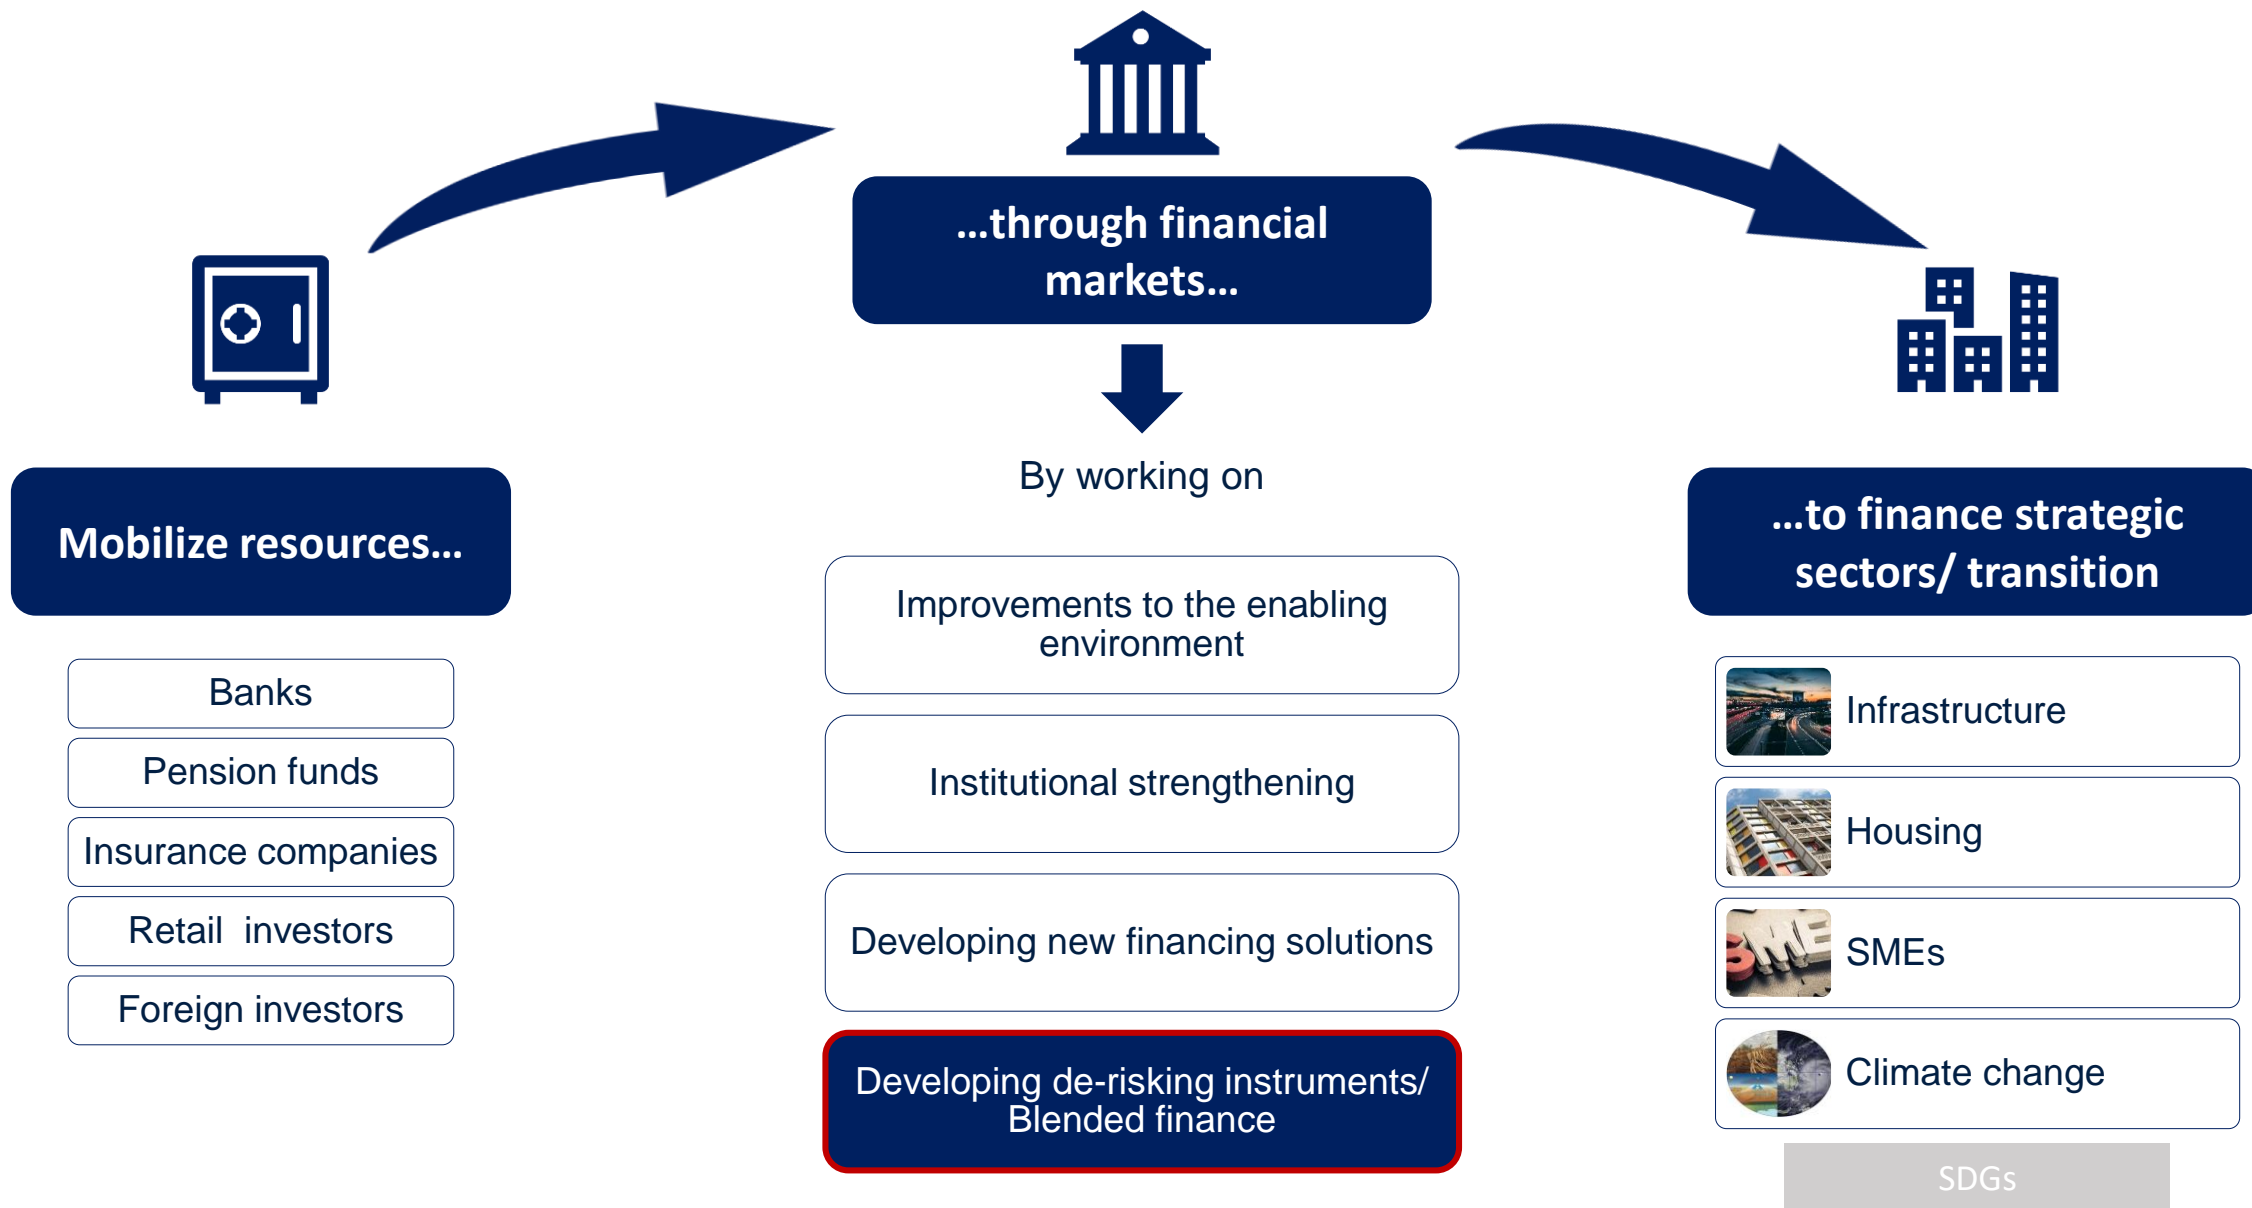 Mobilize resources...
Banks
Pension funds
Insurance companies
Retail  investors
Foreign investors
...through financial
markets...
By working on
Improvements to the enabling
environment
Institutional strengthening
Developing new financing solutions
Developing de-risking instruments/
Blended finance
...to finance strategic
sectors/ transition
Infrastructure
Housing
SME
SMEs
Climate change
SDGs